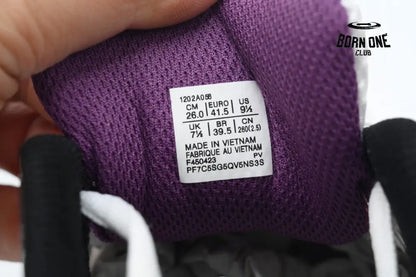 BORN ONE
CLUB
1202A056
CM EURO US
26.0 41.5 9½
UK BR CN
7½ 39.5 260(2.5)
MADE IN VIETNAM
FABRIQUE AU VIETNAM
F450423 PV
PF7C5SG5QV5NS3S